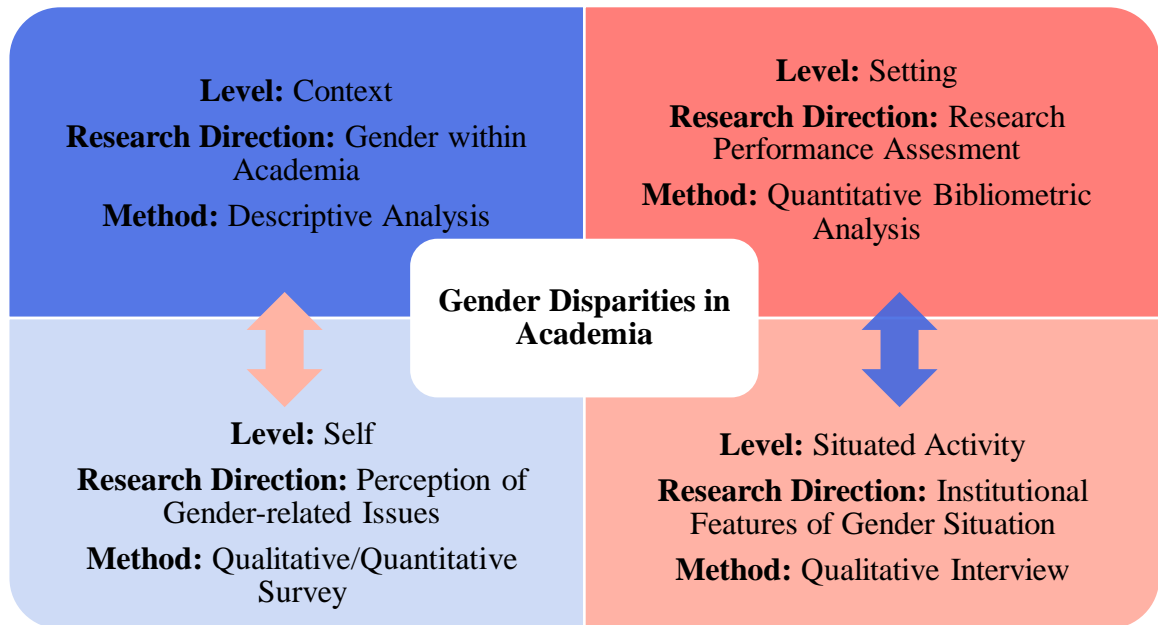 Level: Context
Research Direction: Gender within
Academia
Method: Descriptive Analysis
Level: Setting
Research Direction: Research
Performance Assesment
Method: Quantitative Bibliometric
Analysis
Gender Disparities in
Academia
Level: Self
Research Direction: Perception of
Gender-related Issues
Method: Qualitative/Quantitative
Survey
Level: Situated Activity
Research Direction: Institutional
Features of Gender Situation
Method: Qualitative Interview